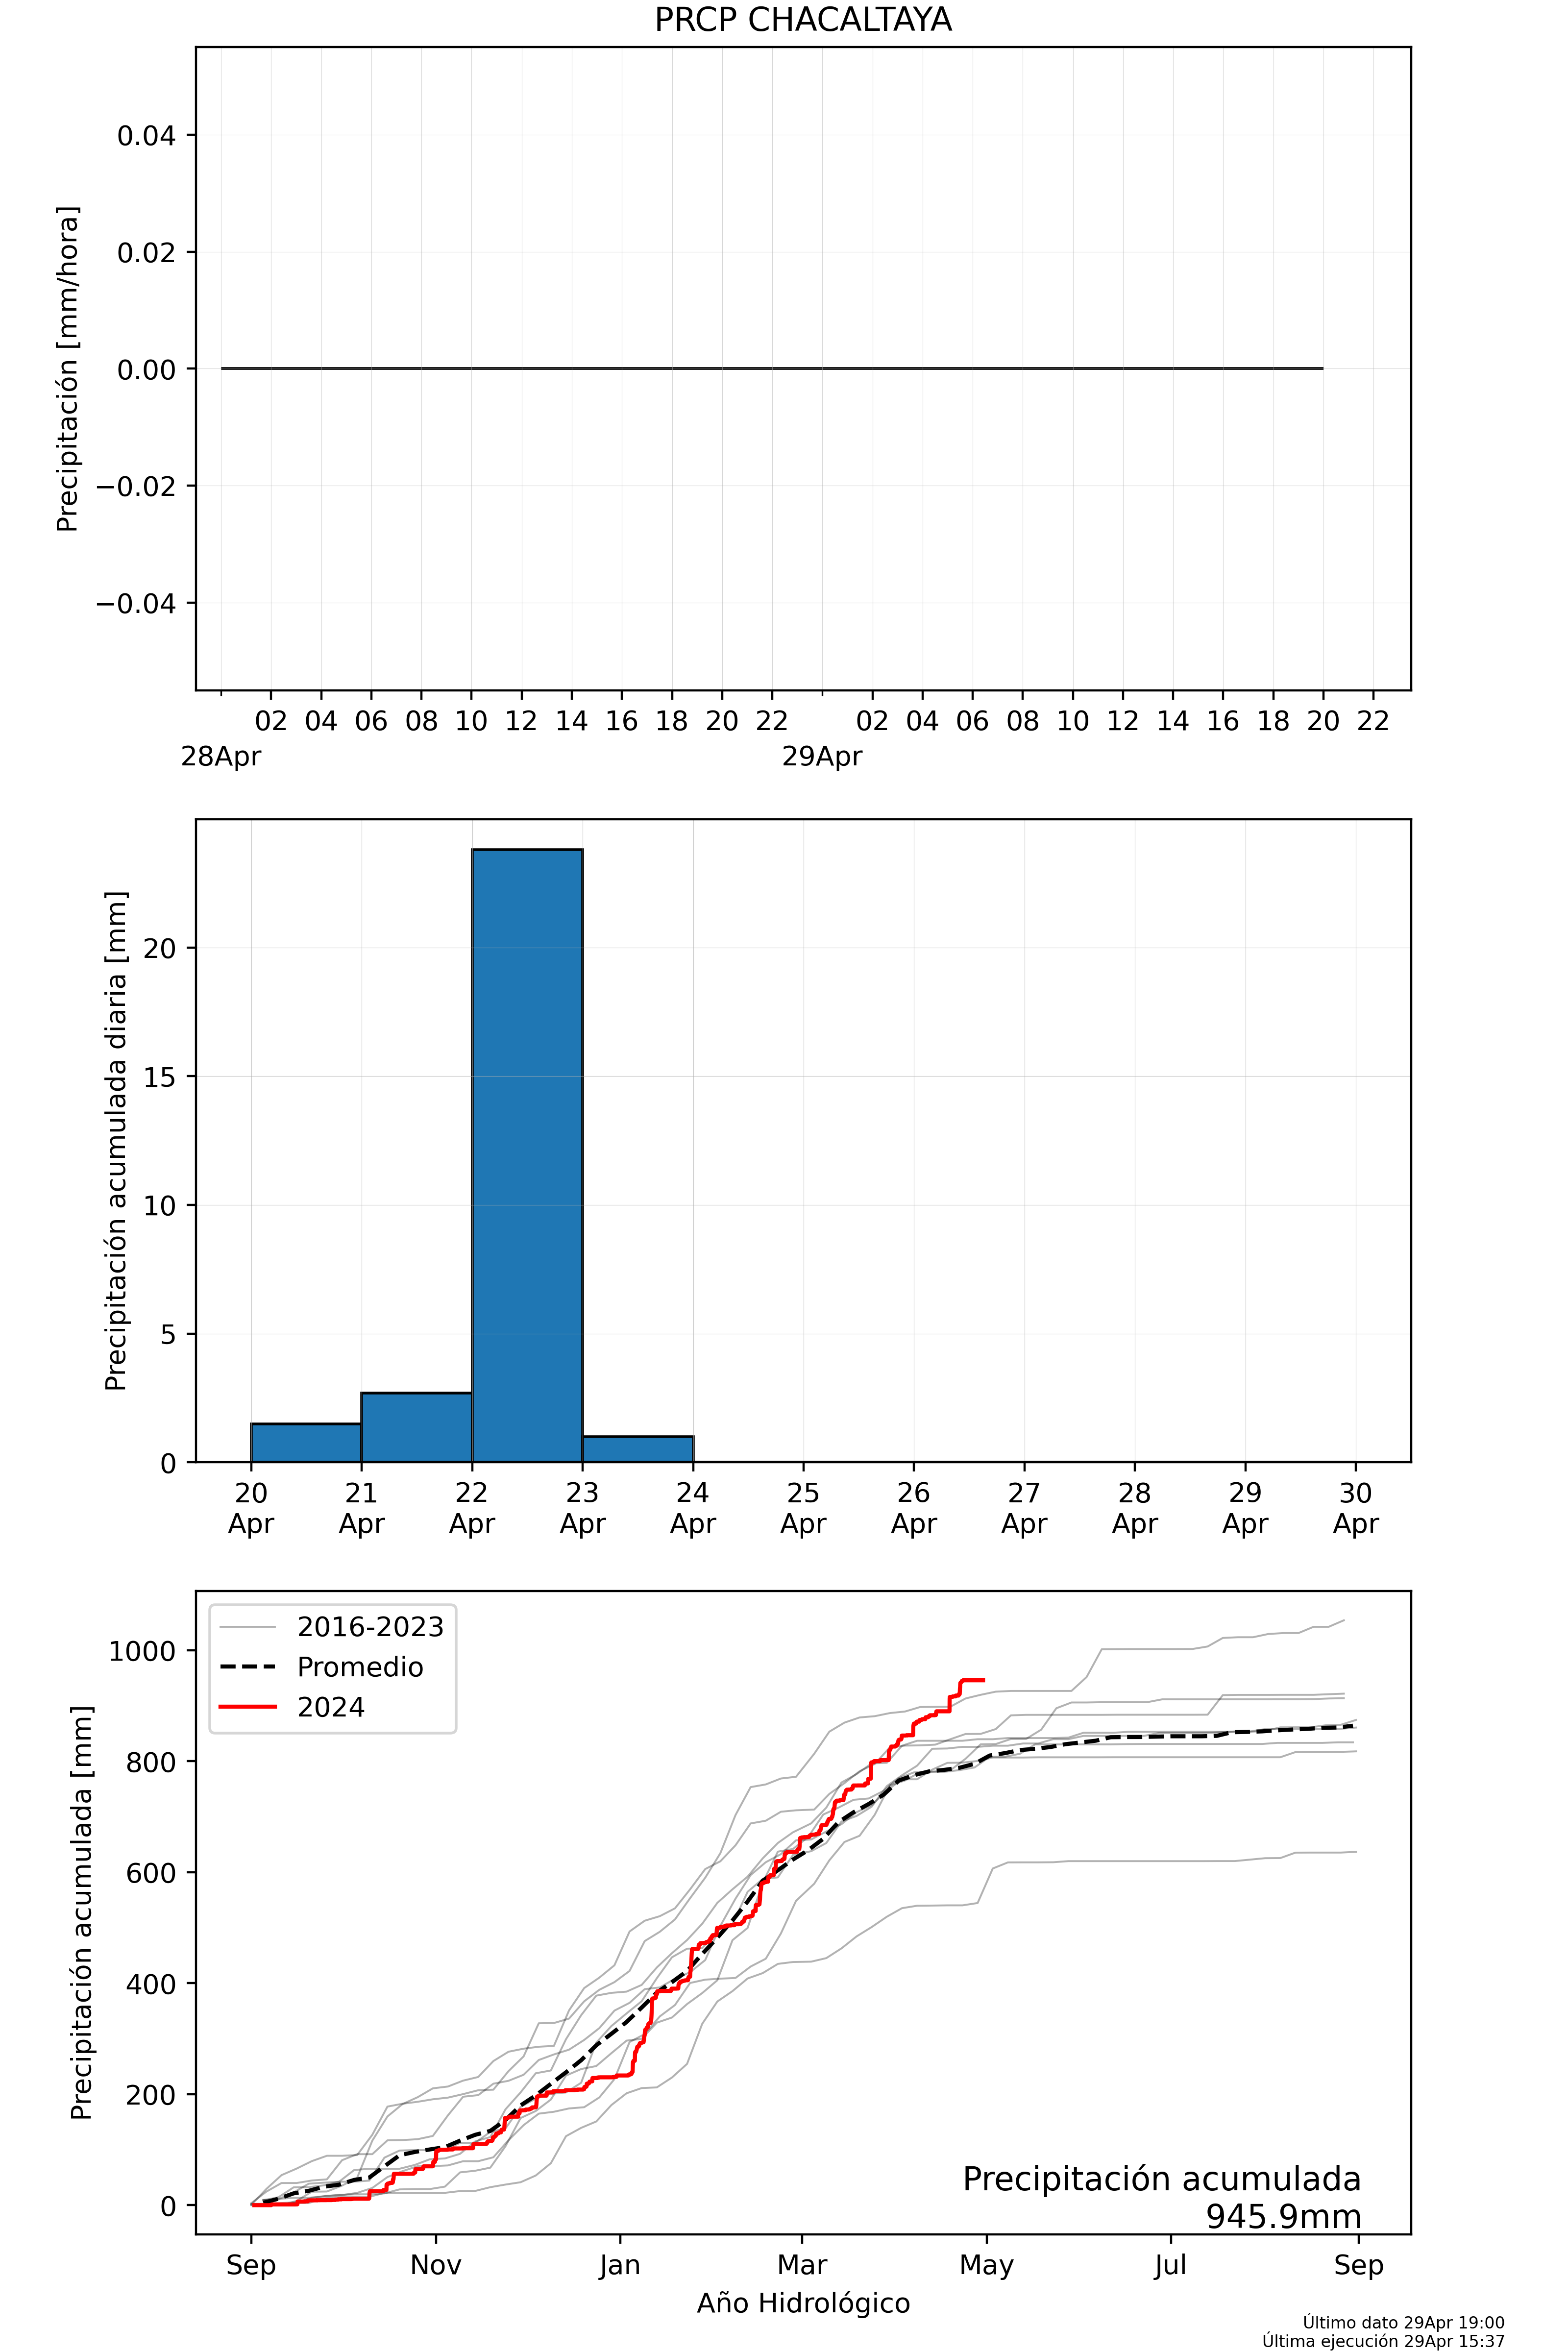 PRCP CHACALTAYA
Precipitación [mm/hora]
0.04
0.02
0.00
−0.02
−0.04
02 04 06 08 10 12 14 16 18 20 22 02 04 06 08 10 12 14 16 18 20 22
28Apr 29Apr
Precipitación acumulada diaria [mm]
20
15
10
5
0
20 21 22 23 24 25 26 27 28 29 30
Apr Apr Apr Apr Apr Apr Apr Apr Apr Apr Apr
Precipitación acumulada [mm]
1000
800
600
400
200
0
2016-2023
Promedio
2024
Precipitación acumulada
945.9mm
Sep Nov Jan Mar May Jul Sep
Año Hidrológico
Último dato 29Apr 19:00
Última ejecución 29Apr 15:37